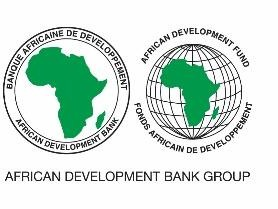 BANQUE AFRICAINE DE DEVELOPPEMENT
AFRICAN DEVELOPMENT BANK
AFRICAN DEVELOPMENT FUND
FONDS AFRICAIN DE DEVELOPPEMENT
AFRICAN DEVELOPMENT BANK GROUP